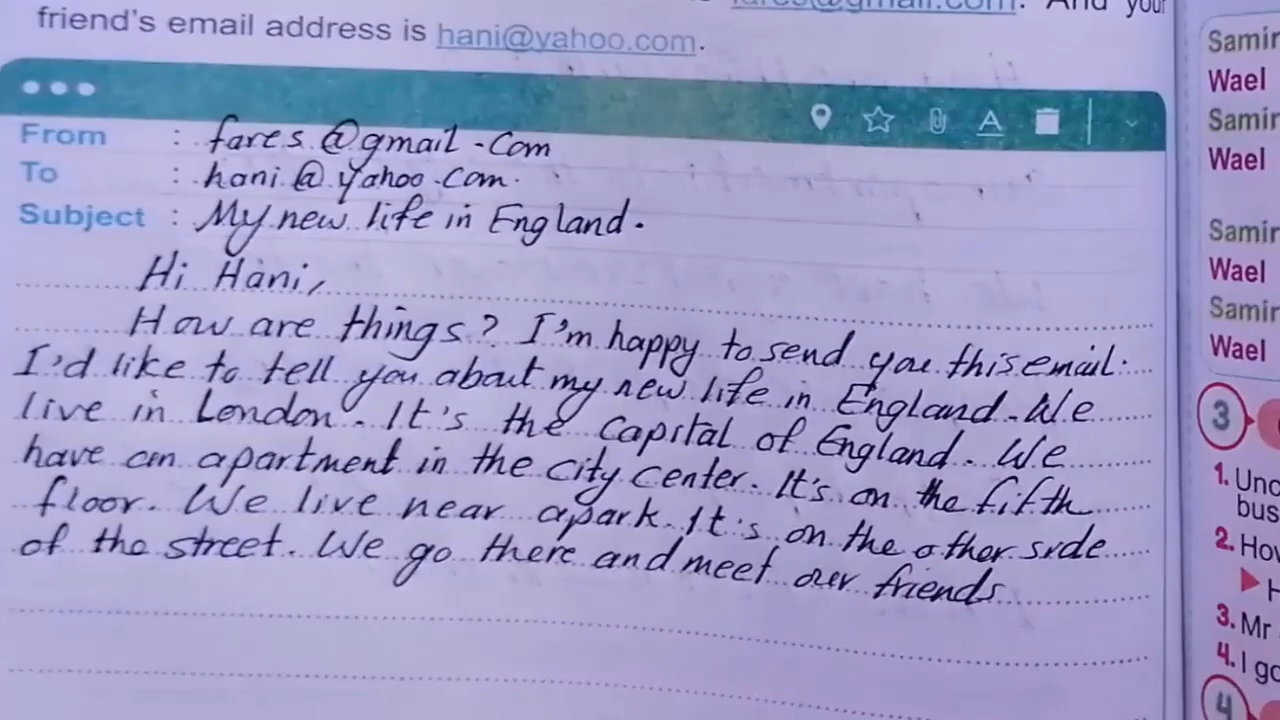 friend's email address is hani@yahoo.com.
From : fares@gmail.com
To : hani@yahoo.com.
Subject : My new life in England.
Hi Hani,
How are things? I'm happy to send you this email.
I'd like to tell you about my new life in England. We
live in London. It's the capital of England. We
have an apartment in the city center. It's on the fifth
floor. We live near a park. It's on the other side
of the street. We go there and meet our friends
Samir
Wael
Samir
Wael
Samir
Wael
Samir
Wael
3
1.
2.
3. Mr
4. I
4